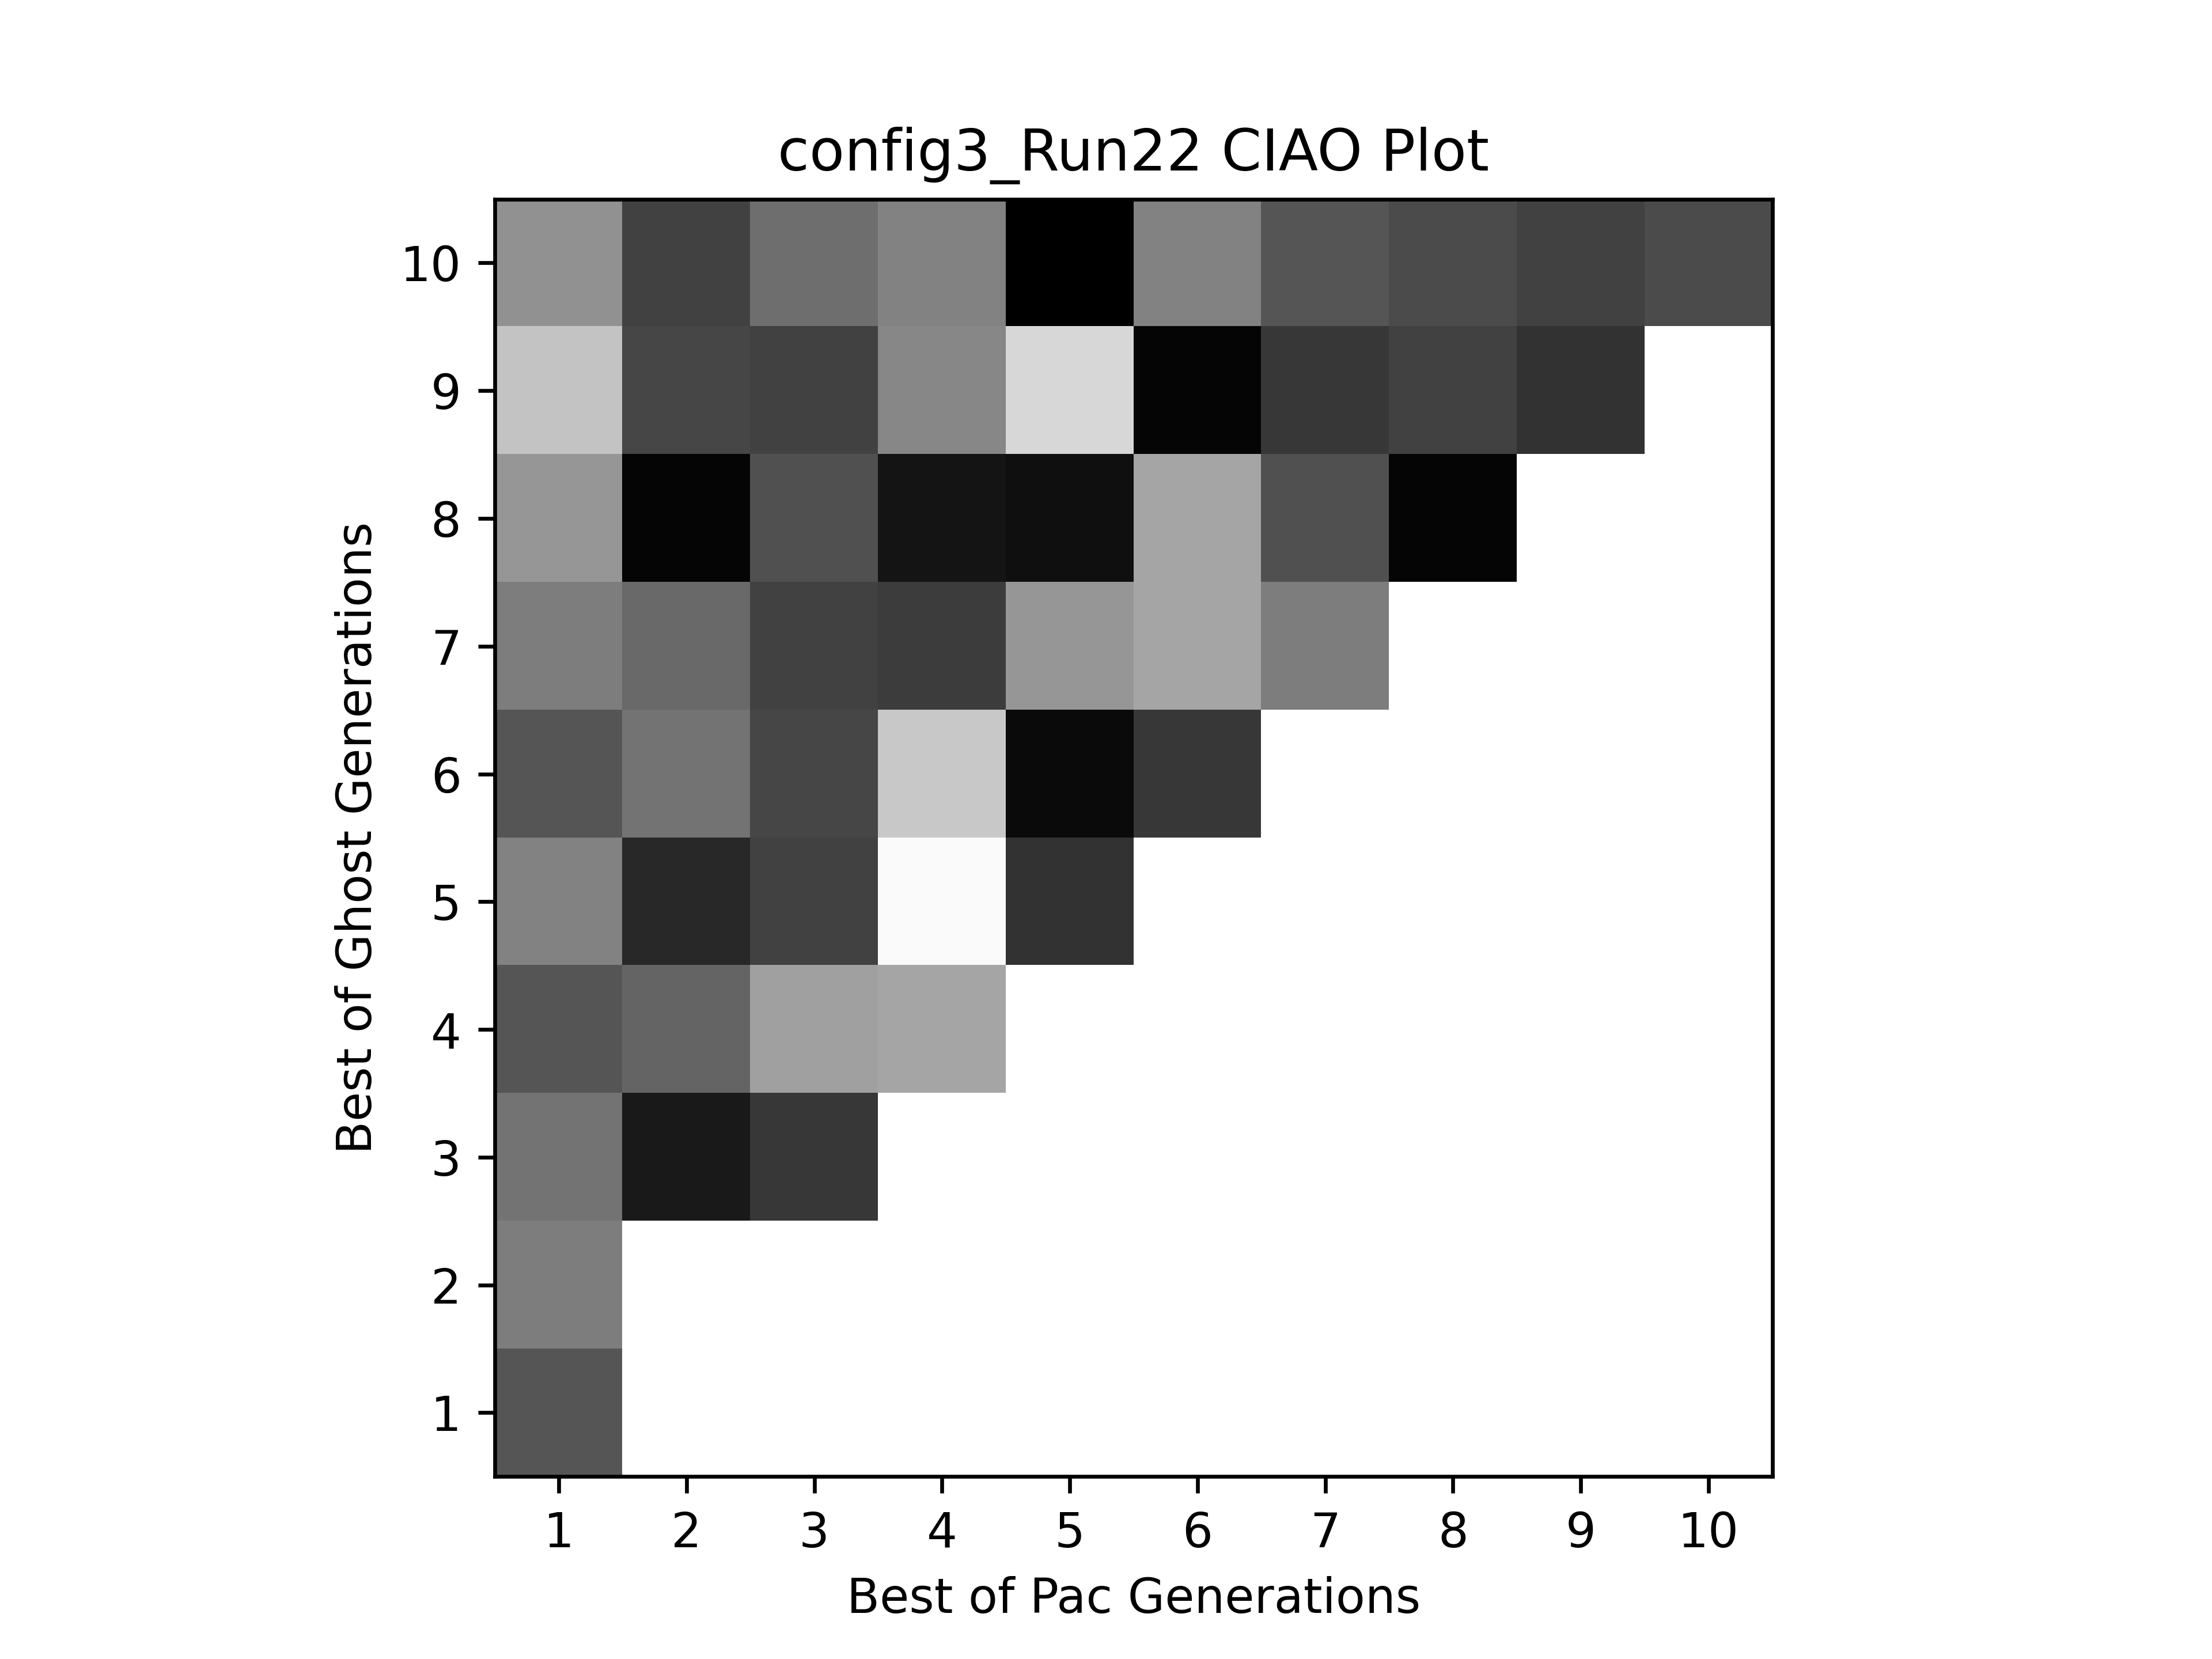 config3_Run22 CIAO Plot
10
9
8
7
6
5
4
3
2
1
Best of Ghost Generations
1 2 3 4 5 6 7 8 9 10
Best of Pac Generations